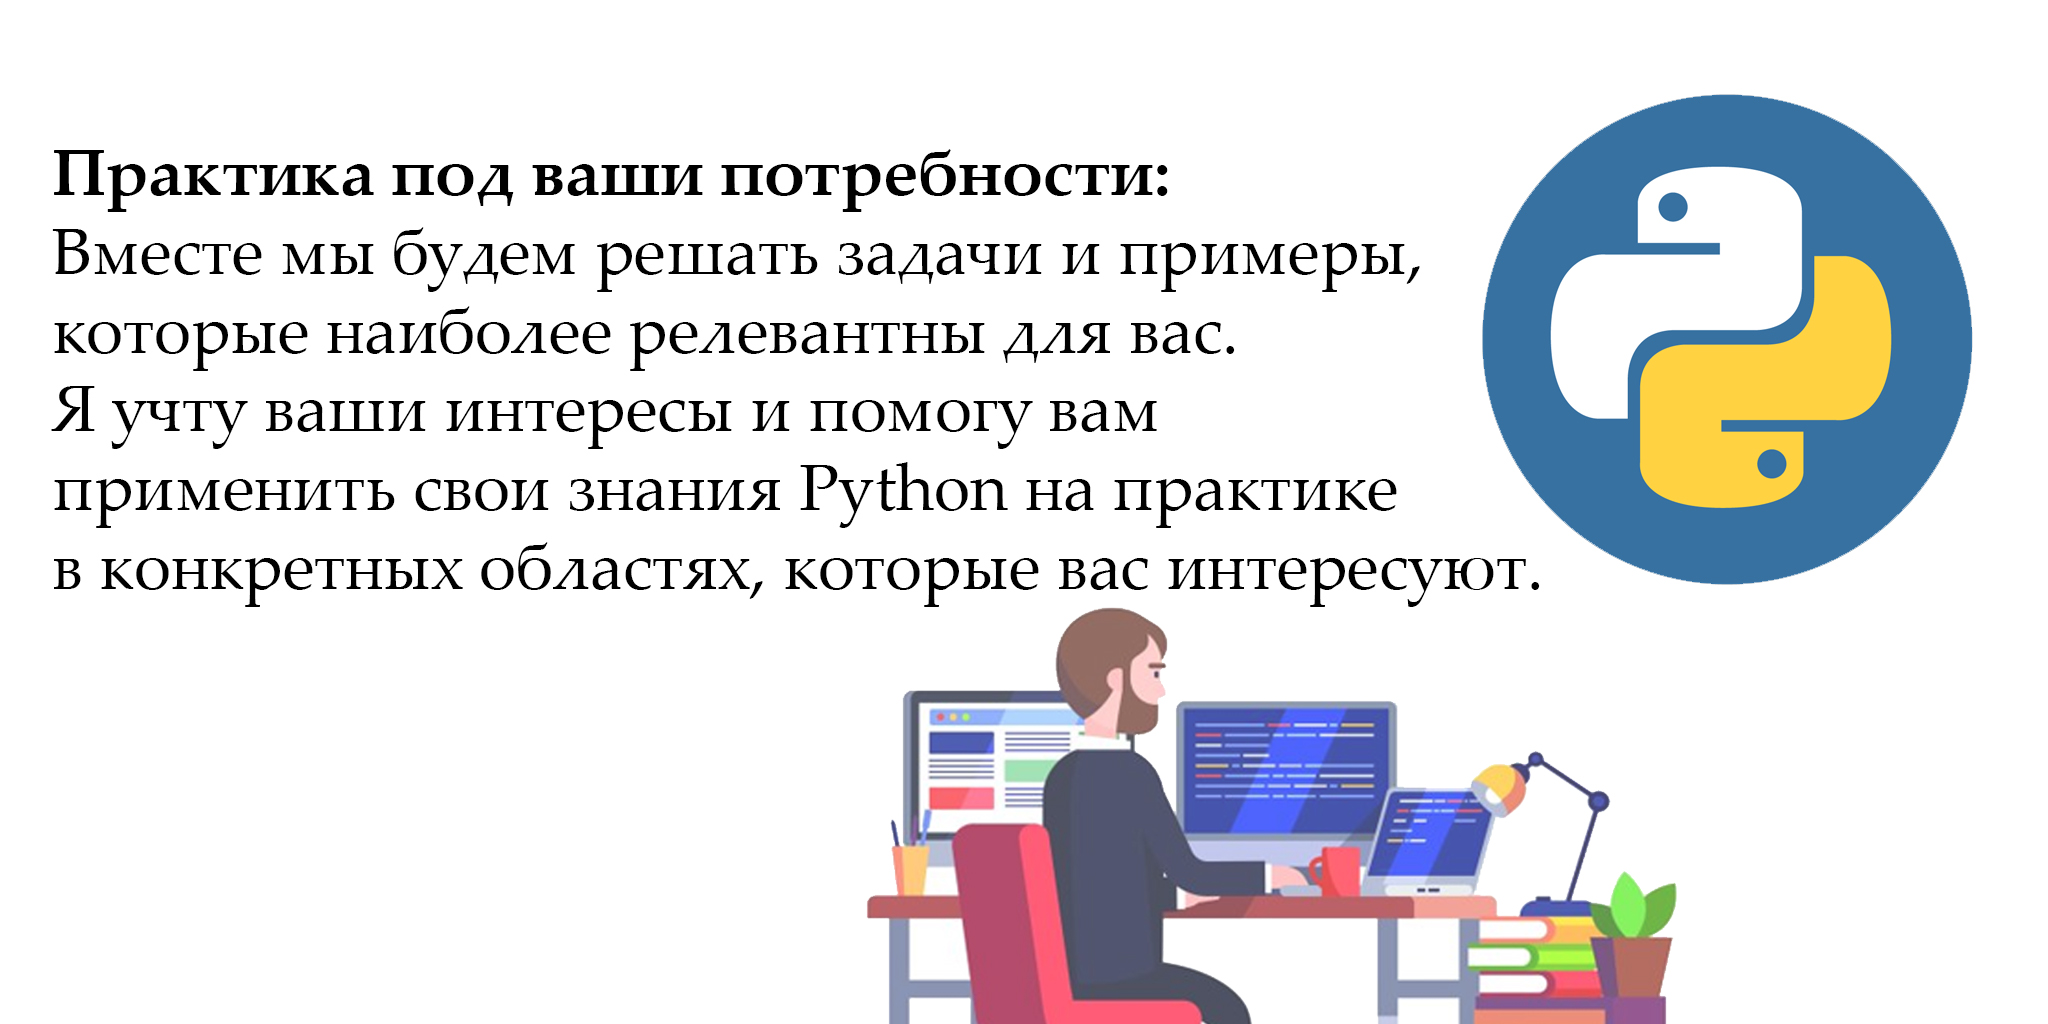 Практика под ваши потребности:
Вместе мы будем решать задачи и примеры,
которые наиболее релевантны для вас.
Я учту ваши интересы и помогу вам
применить свои знания Python на практике
в конкретных областях, которые вас интересуют.